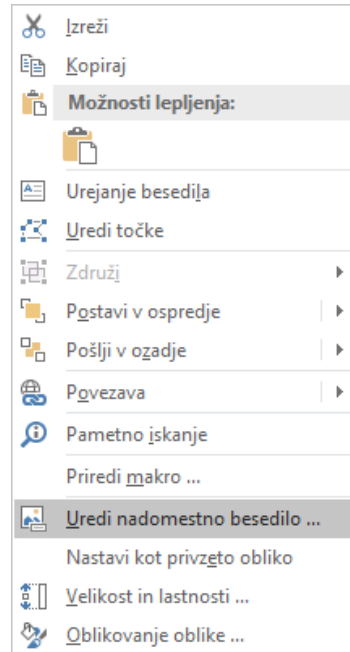 Izreži
Kopiraj
Možnosti lepljenja:
Urejanje besedila
Uredi točke
Združi
Postavi v ospredje
Pošlji v ozadje
Povezava
Pametno iskanje
Priredi makro ...
Uredi nadomestno besedilo ...
Nastavi kot privzeto obliko
Velikost in lastnosti ...
Oblikovanje oblike ...